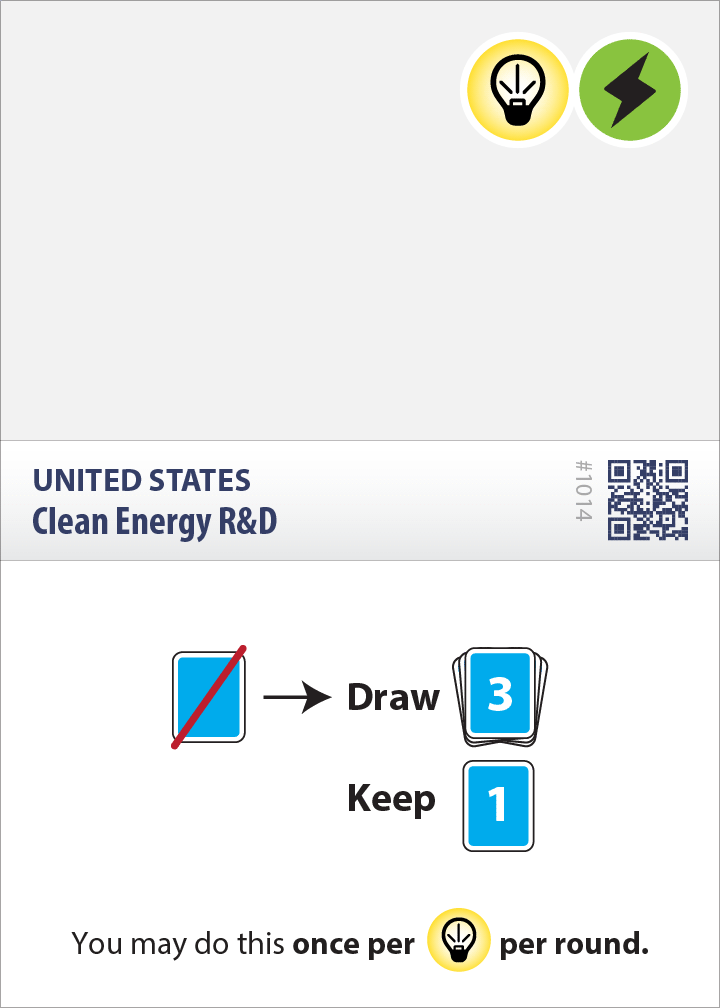 UNITED STATES
Clean Energy R&D
#1014
Draw 3
Keep 1
You may do this once per per round.